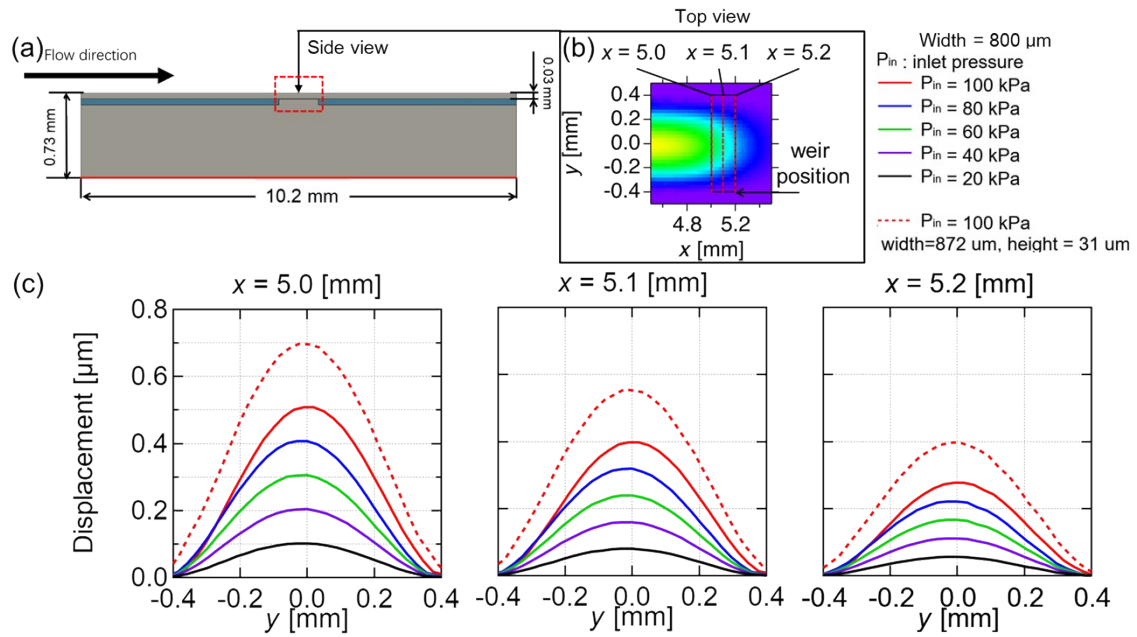 (a)
Flow direction
Side view
0.03 mm
0.73 mm
10.2 mm
Top view
(b)
x = 5.0
x = 5.1
x = 5.2
0.4
0.2
0.0
-0.2
-0.4
y [mm]
weir
position
4.8
5.2
x [mm]
Width = 800 μm
Pin : inlet pressure
Pin = 100 kPa
Pin = 80 kPa
Pin = 60 kPa
Pin = 40 kPa
Pin = 20 kPa
Pin = 100 kPa
width=872 um, height = 31 um
(c)
x = 5.0 [mm]
x = 5.1 [mm]
x = 5.2 [mm]
0.8
0.6
0.4
0.2
0.0
Displacement [μm]
-0.4 -0.2 0.0 0.2 0.4
y [mm]
-0.4 -0.2 0.0 0.2 0.4
y [mm]
-0.4 -0.2 0.0 0.2 0.4
y [mm]